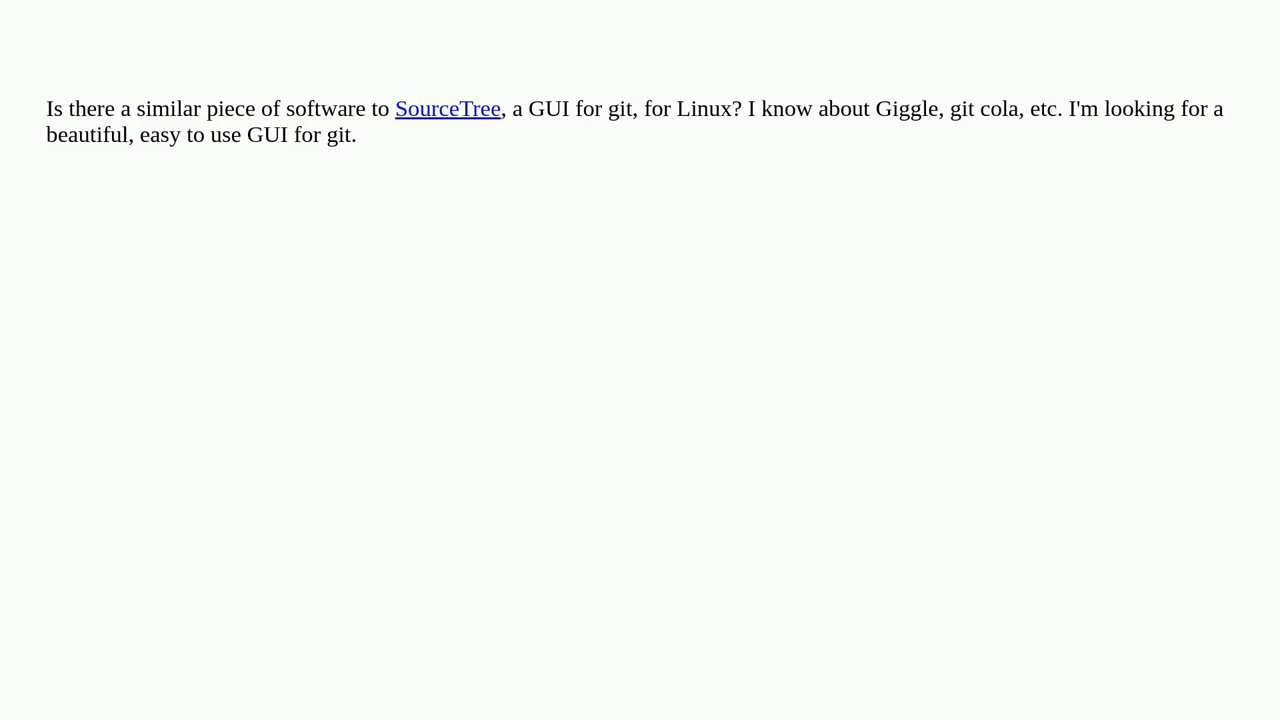 Is there a similar piece of software to SourceTree, a GUI for git, for Linux? I know about Giggle, git cola, etc. I'm looking for a
beautiful, easy to use GUI for git.